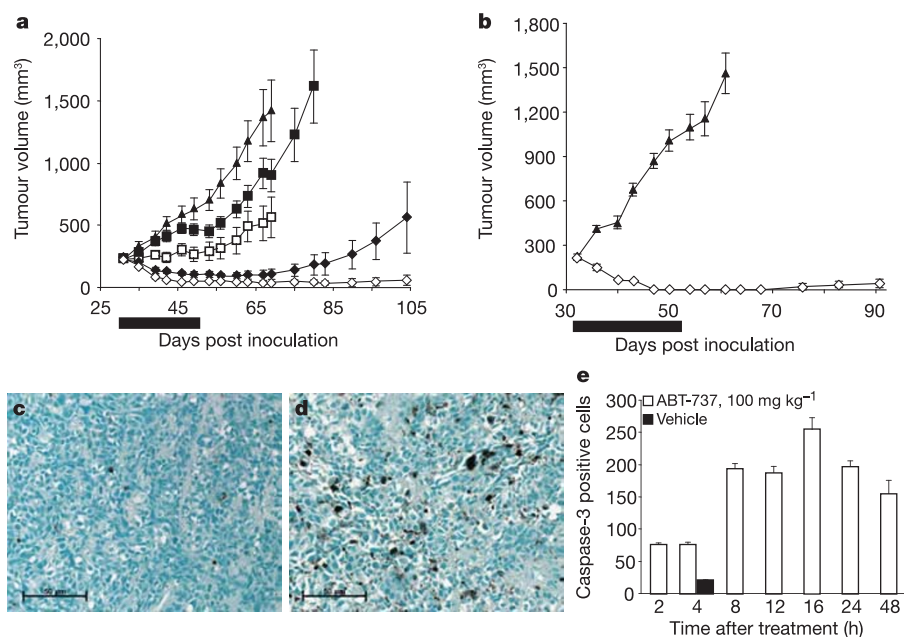 a
2,000
1,500
1,000
500
0
Tumour volume (mm³)
25 45 65 85 105
Days post inoculation
b
1,800
1,500
1,200
900
600
300
0
Tumour volume (mm³)
30 50 70 90
Days post inoculation
c
d
e
ABT-737, 100 mg kg⁻¹
Vehicle
300
250
200
150
100
50
0
Caspase-3 positive cells
2 4 8 12 16 24 48
Time after treatment (h)